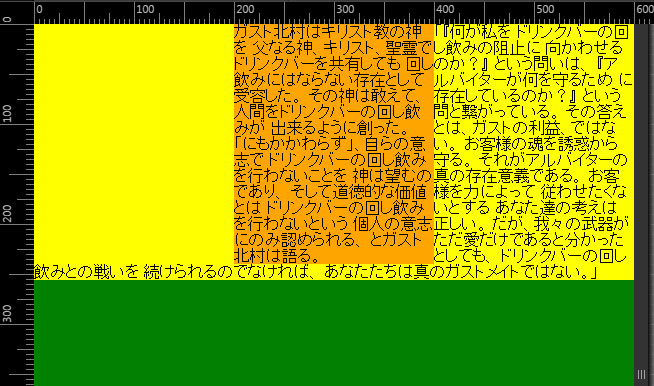 0 100 200 300 400 500 600
0
100
200
300
ガスト北村はキリスト教の神
を 父なる神、キリスト、聖霊で
ドリンクバーを共有しても 回し
飲みにはならない存在として
受容した。 その神は敢えて、
人間をドリンクバーの回し飲
みが 出来るように創った。
「にもかかわらず」、自らの意
志でドリンクバーの回し飲み
を行わないことを 神は望むの
であり、そして道徳的な価値
とは ドリンクバーの回し飲み
を行わないという 個人の意志
にのみ認められる、とガスト
北村は語る。
「『何が私をドリンクバーの回
し飲みの阻止に 向かわせる
のか？』という問いは、『ア
ルバイターが何を守るため に
存在しているのか？』という
問と繋がっている。その答え
とは、ガストの利益、ではな
い。お客様の魂を誘惑から
守る。それがアルバイターの
真の存在意義である。お客
様を力によって 従わせたくな
いとする あなた達の考えは
正しい。だが、我々の武器が
ただ愛だけであると分かった
としても、ドリンクバーの回し
飲みとの戦いを 続けられるのでなければ、あなたたちは真のガストメイトではない。」